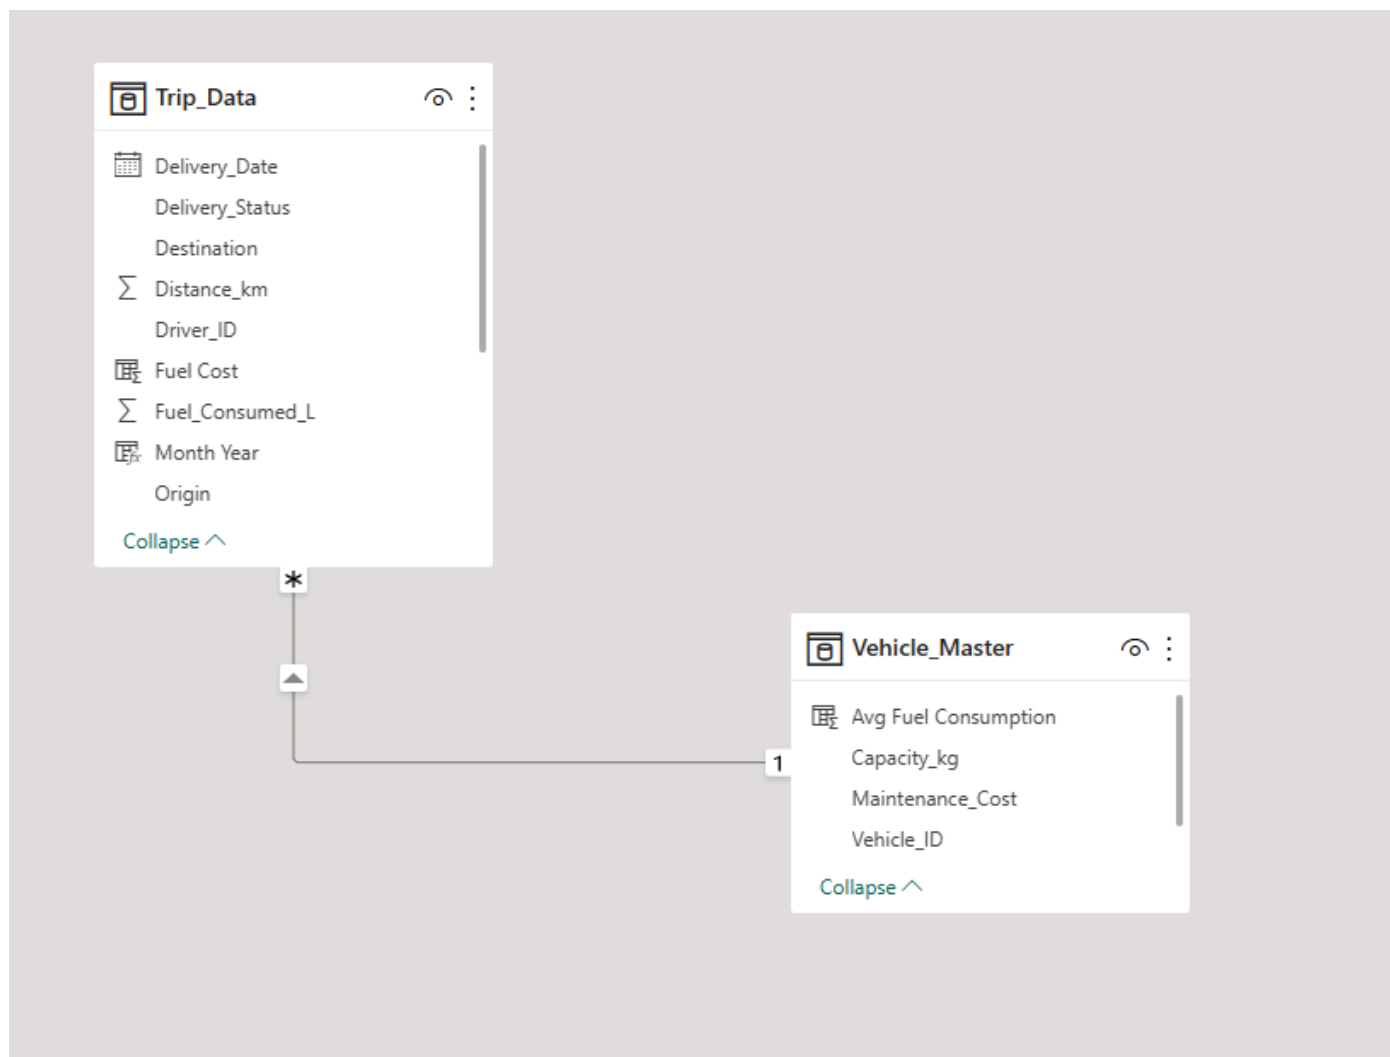 Trip_Data
Delivery_Date
Delivery_Status
Destination
Distance_km
Driver_ID
Fuel Cost
Fuel_Consumed_L
Month Year
Origin
Collapse
*
1
Vehicle_Master
Avg Fuel Consumption
Capacity_kg
Maintenance_Cost
Vehicle_ID
Collapse